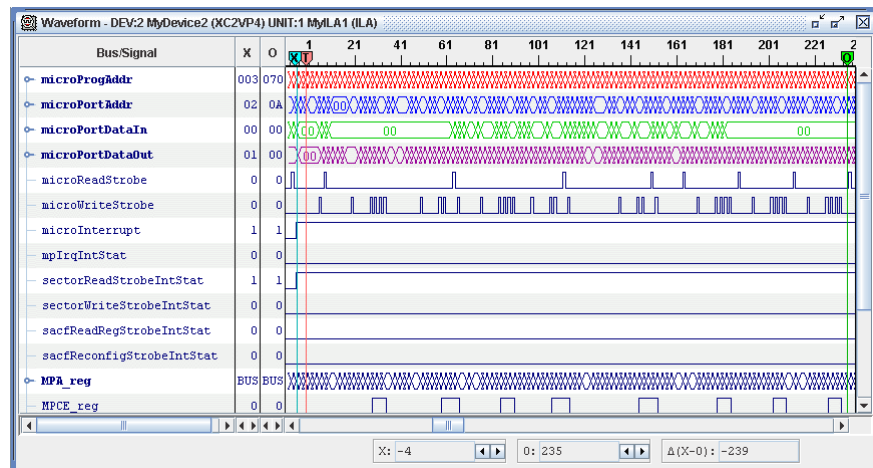 Waveform - DEV:2 MyDevice2 (XC2VP4) UNIT:1 MyILA1 (ILA)
Bus/Signal X O 1 21 41 61 81 101 121 141 161 181 201 221 2
X T O
microProgAddr 003 070
microPortAddr 02 0A 00
microPortDataIn 00 00 00 00 00
microPortDataOut 01 00 00
microReadStrobe 0 0
microWriteStrobe 0 0
microInterrupt 1 1
mpIrqIntStat 0 0
sectorReadStrobeIntStat 1 1
sectorWriteStrobeIntStat 0 0
sacfReadRegStrobeIntStat 0 0
sacfReconfigStrobeIntStat 0 0
MPA_reg BUS BUS
MPCE_reg 0 0
X: -4 O: 235 Δ(X-O): -239